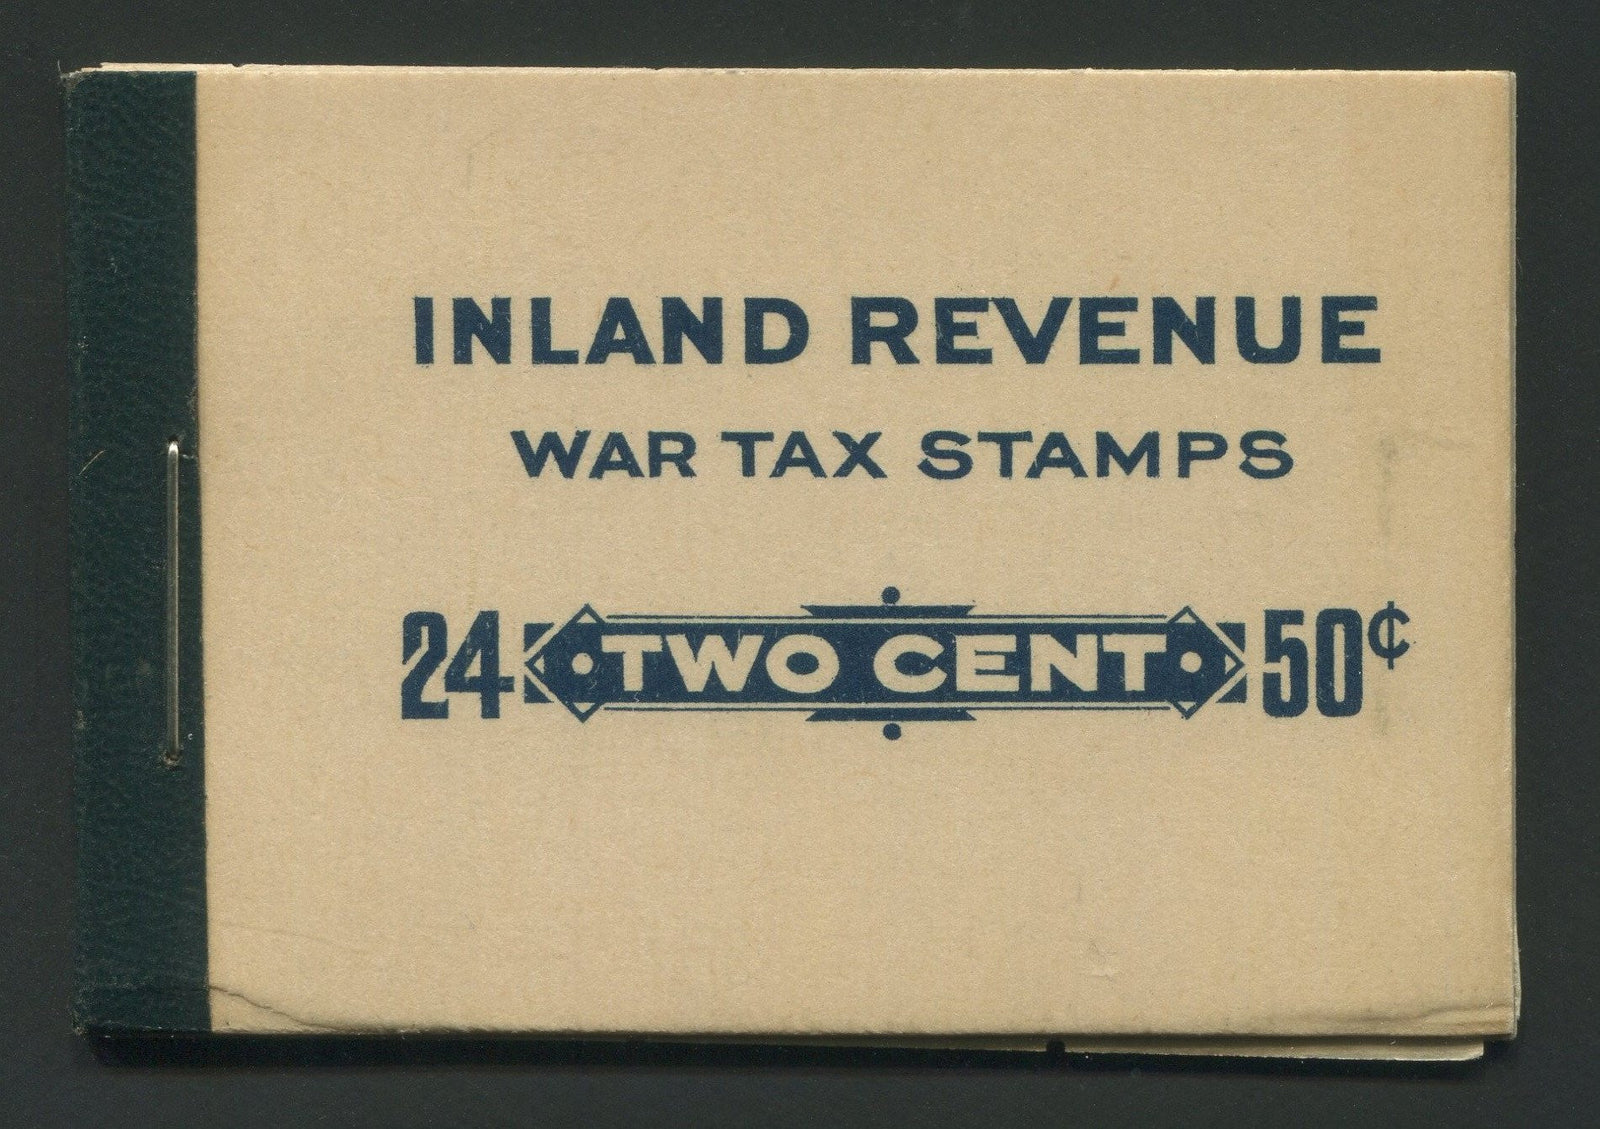 INLAND REVENUE
WAR TAX STAMPS
24 TWO CENT 50¢